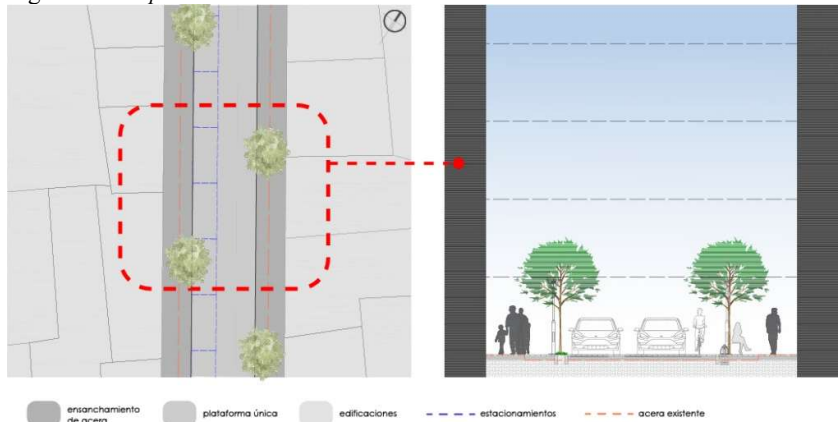 ensanchamiento
de acera
plataforma única
edificaciones
estacionamientos
acera existente